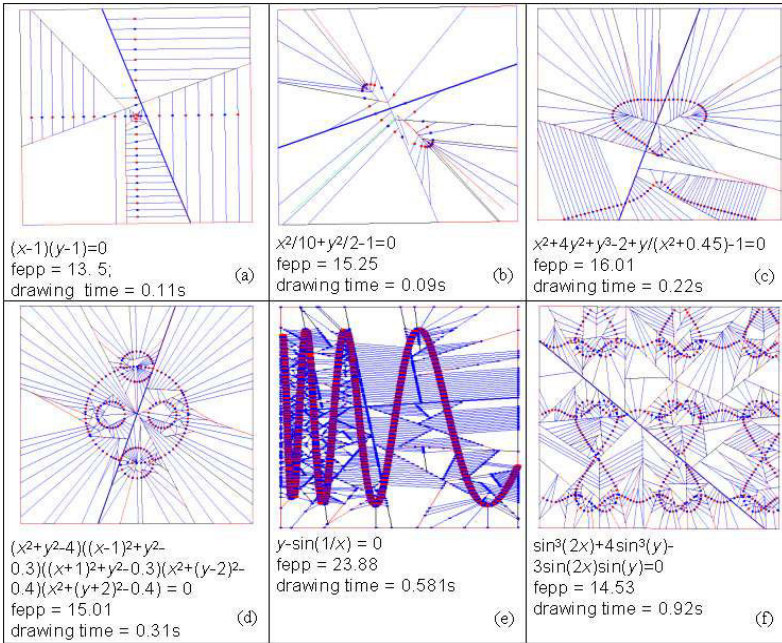 (x-1)(y-1)=0
fepp = 13. 5;
(a)
drawing time = 0.11s
x²/10+y²/2-1=0
fepp = 15.25
(b)
drawing time = 0.09s
x²+4y²+y³-2+y/(x²+0.45)-1=0
fepp = 16.01
(c)
drawing time = 0.22s
(x²+y²-4)((x-1)²+y²-
0.3)((x+1)²+y²-0.3)(x²+(y-2)²-
0.4)(x²+(y+2)²-0.4) = 0
fepp = 15.01
(d)
drawing time = 0.31s
y-sin(1/x) = 0
fepp = 23.88
drawing time = 0.581s
(e)
sin³(2x)+4sin³(y)-
3sin(2x)sin(y)=0
fepp = 14.53
drawing time = 0.92s
(f)